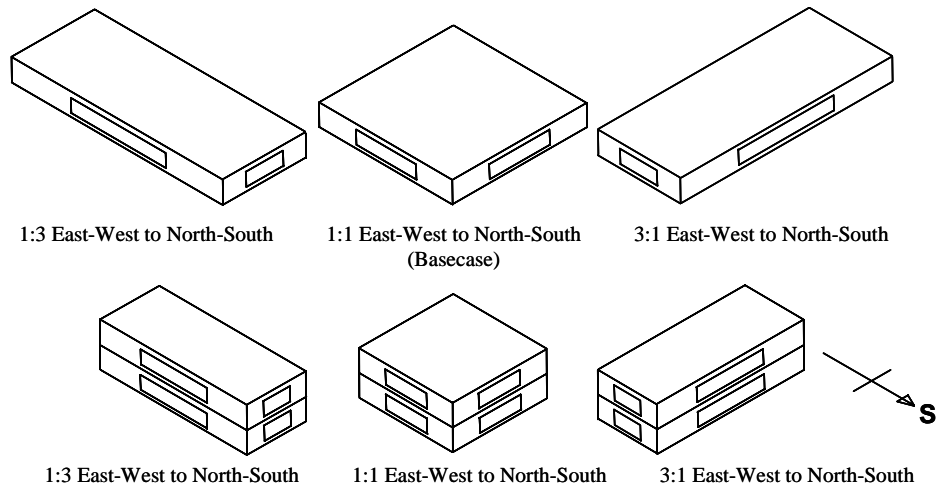 1:3 East-West to North-South
1:1 East-West to North-South
(Basecase)
3:1 East-West to North-South
S
1:3 East-West to North-South
1:1 East-West to North-South
3:1 East-West to North-South